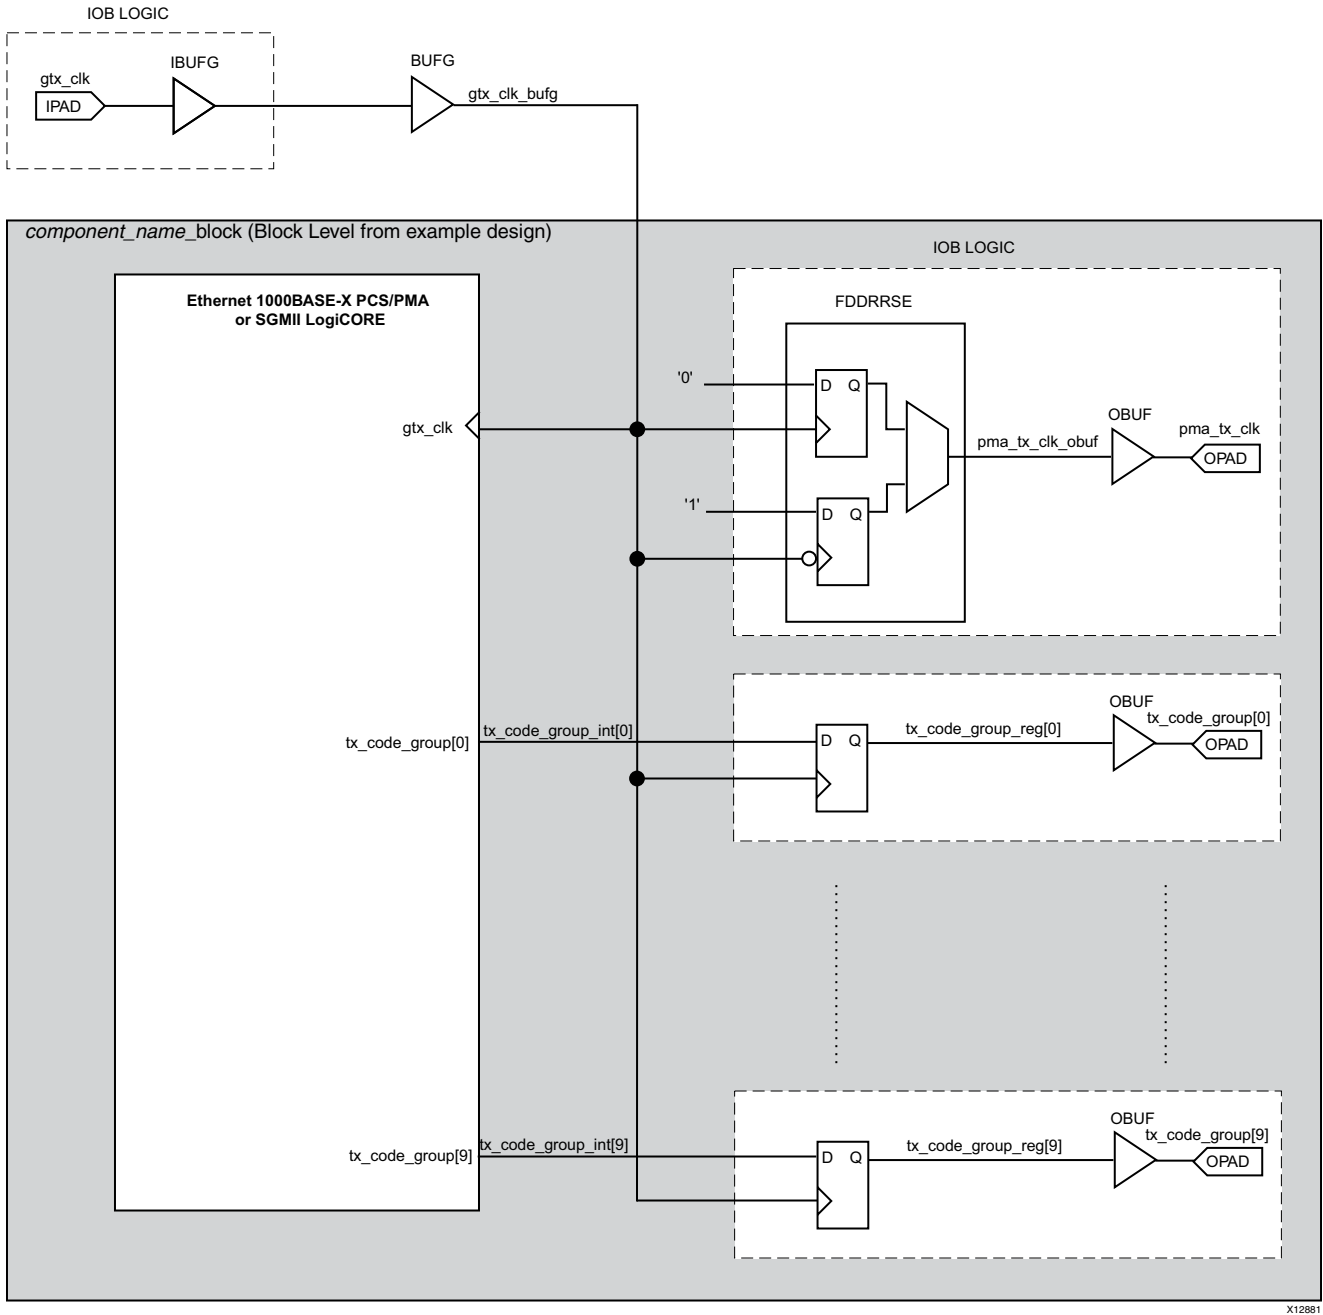 IOB LOGIC
gtx_clk
IPAD
IBUFG
BUFG
gtx_clk_bufg
component_name_block (Block Level from example design)
Ethernet 1000BASE-X PCS/PMA
or SGMII LogiCORE
gtx_clk
tx_code_group[0]
tx_code_group[9]
tx_code_group_int[0]
tx_code_group_int[9]
IOB LOGIC
FDDRRSE
'0'
D Q
'1'
D Q
pma_tx_clk_obuf
OBUF
pma_tx_clk
OPAD
D Q
tx_code_group_reg[0]
OBUF
tx_code_group[0]
OPAD
D Q
tx_code_group_reg[9]
OBUF
tx_code_group[9]
OPAD
X12881